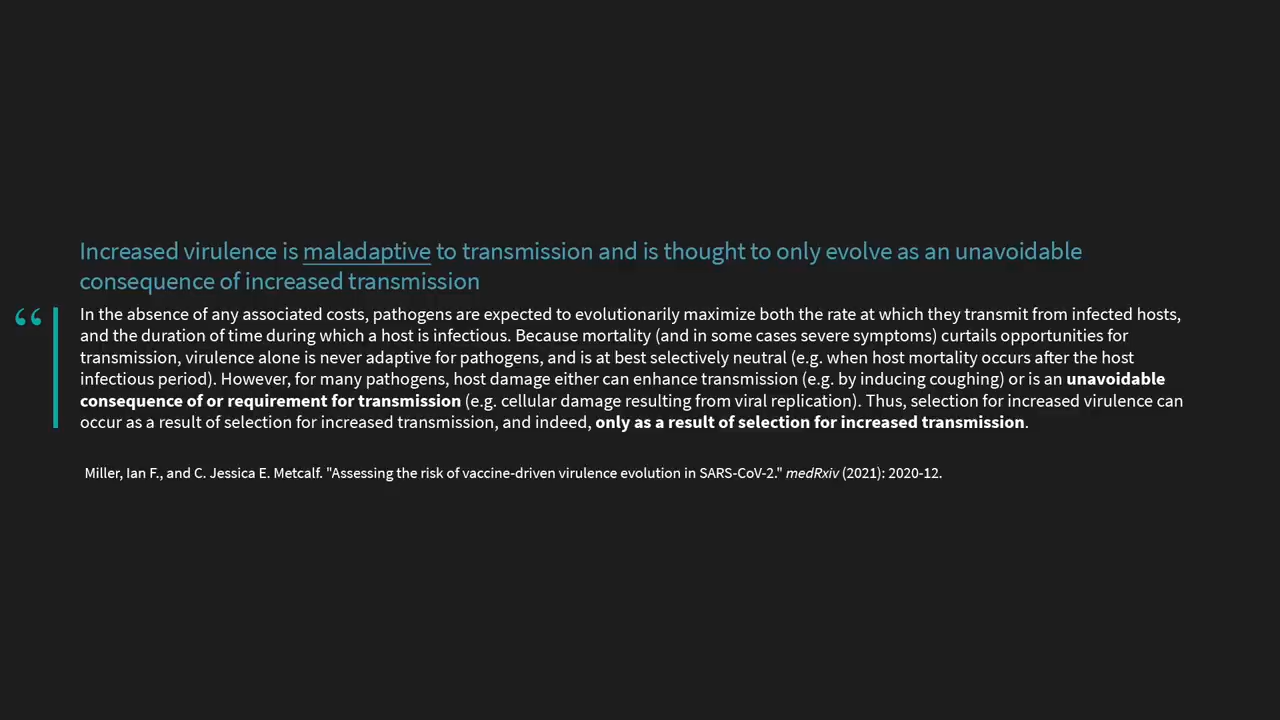 Increased virulence is maladaptive to transmission and is thought to only evolve as an unavoidable
consequence of increased transmission
“
In the absence of any associated costs, pathogens are expected to evolutionarily maximize both the rate at which they transmit from infected hosts,
and the duration of time during which a host is infectious. Because mortality (and in some cases severe symptoms) curtails opportunities for
transmission, virulence alone is never adaptive for pathogens, and is at best selectively neutral (e.g. when host mortality occurs after the host
infectious period). However, for many pathogens, host damage either can enhance transmission (e.g. by inducing coughing) or is an unavoidable
consequence of or requirement for transmission (e.g. cellular damage resulting from viral replication). Thus, selection for increased virulence can
occur as a result of selection for increased transmission, and indeed, only as a result of selection for increased transmission.
Miller, Ian F., and C. Jessica E. Metcalf. "Assessing the risk of vaccine-driven virulence evolution in SARS-CoV-2." medRxiv (2021): 2020-12.